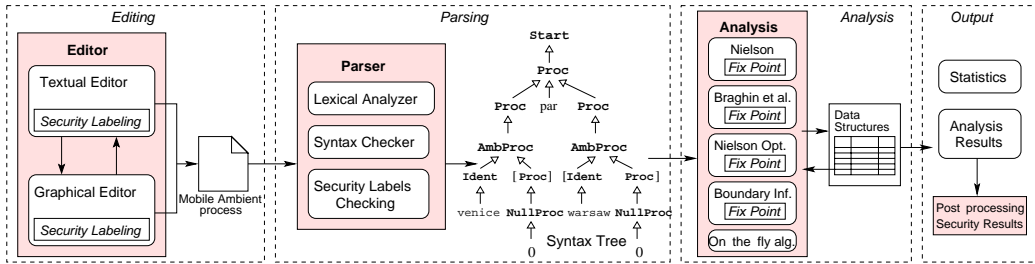 Editing
Editor
Textual Editor
Security Labeling
Graphical Editor
Security Labeling
Mobile Ambient
process
Parsing
Parser
Lexical Analyzer
Syntax Checker
Security Labels
Checking
Start
Proc
Proc par Proc
AmbProc AmbProc
Ident [Proc] [Ident Proc]
venice NullProc warsaw NullProc
Syntax Tree
0 0
Analysis
Analysis
Nielson
Fix Point
Braghin et al.
Fix Point
Nielson Opt.
Fix Point
Boundary Inf.
Fix Point
On the fly alg.
Data
Structures
Output
Statistics
Analysis
Results
Post processing
Security Results